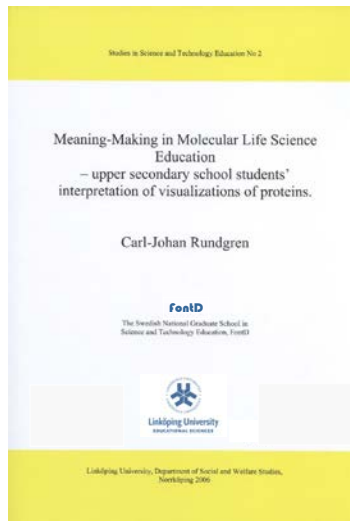 Studies in Science and Technology Education No 2
Meaning-Making in Molecular Life Science
Education
– upper secondary school students’
interpretation of visualizations of proteins.
Carl-Johan Rundgren
FontD
The Swedish National Graduate School in
Science and Technology Education, FontD
Linköping University
EDUCATIONAL SCIENCES
Linköping University, Department of Social and Welfare Studies,
Norrköping 2006